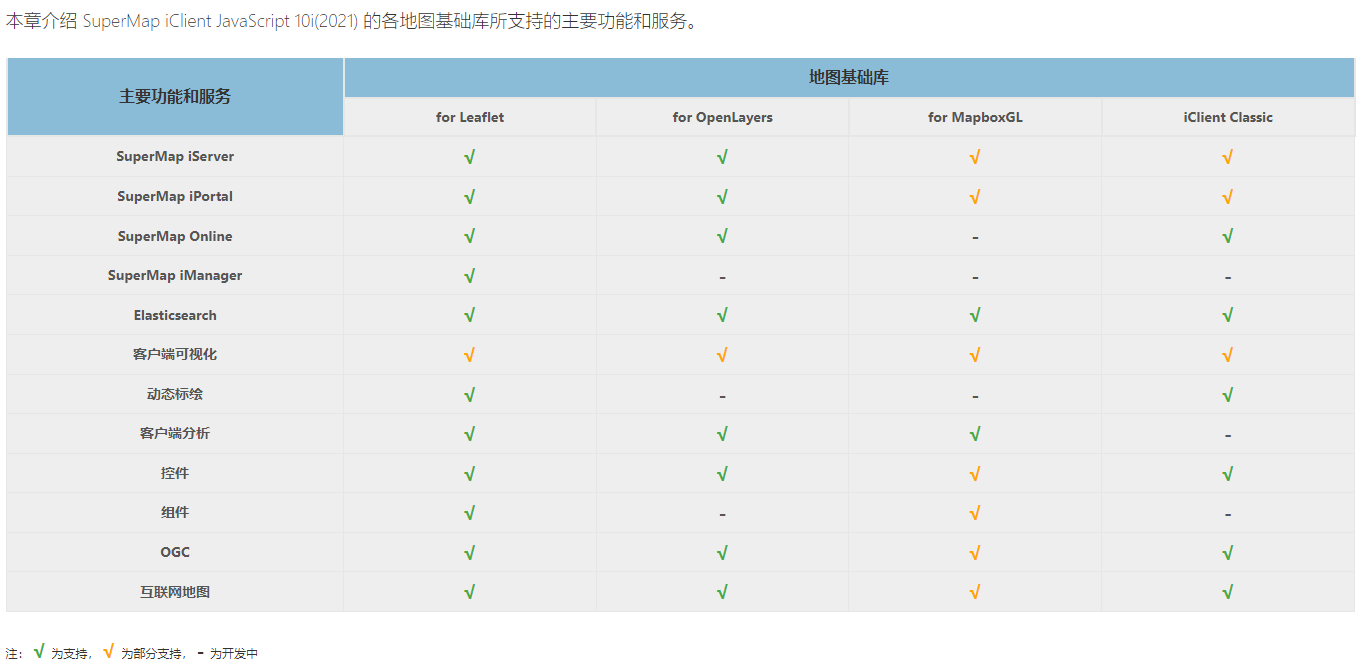 本章介绍 SuperMap iClient JavaScript 10i(2021) 的各地图基础库所支持的主要功能和服务。
主要功能和服务 地图基础库
for Leaflet for OpenLayers for MapboxGL iClient Classic
SuperMap iServer √ √ √ √
SuperMap iPortal √ √ √ √
SuperMap Online √ √ - √
SuperMap iManager √ - - -
Elasticsearch √ √ √ √
客户端可视化 √ √ √ √
动态标绘 √ - - √
客户端分析 √ √ √ -
控件 √ √ √ √
组件 √ - √ -
OGC √ √ √ √
互联网地图 √ √ √ √
注： √ 为支持， √ 为部分支持， - 为开发中